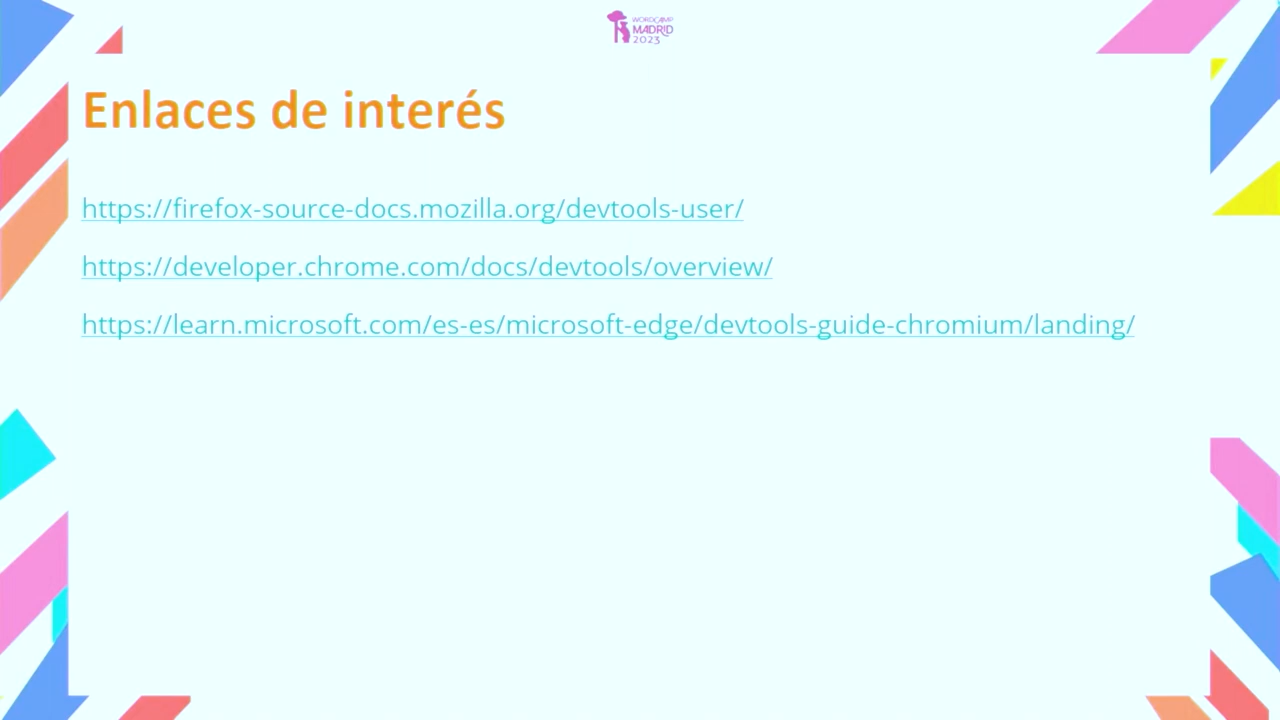 WORDCAMP
MADRID
2023
Enlaces de interés
https://firefox-source-docs.mozilla.org/devtools-user/
https://developer.chrome.com/docs/devtools/overview/
https://learn.microsoft.com/es-es/microsoft-edge/devtools-guide-chromium/landing/